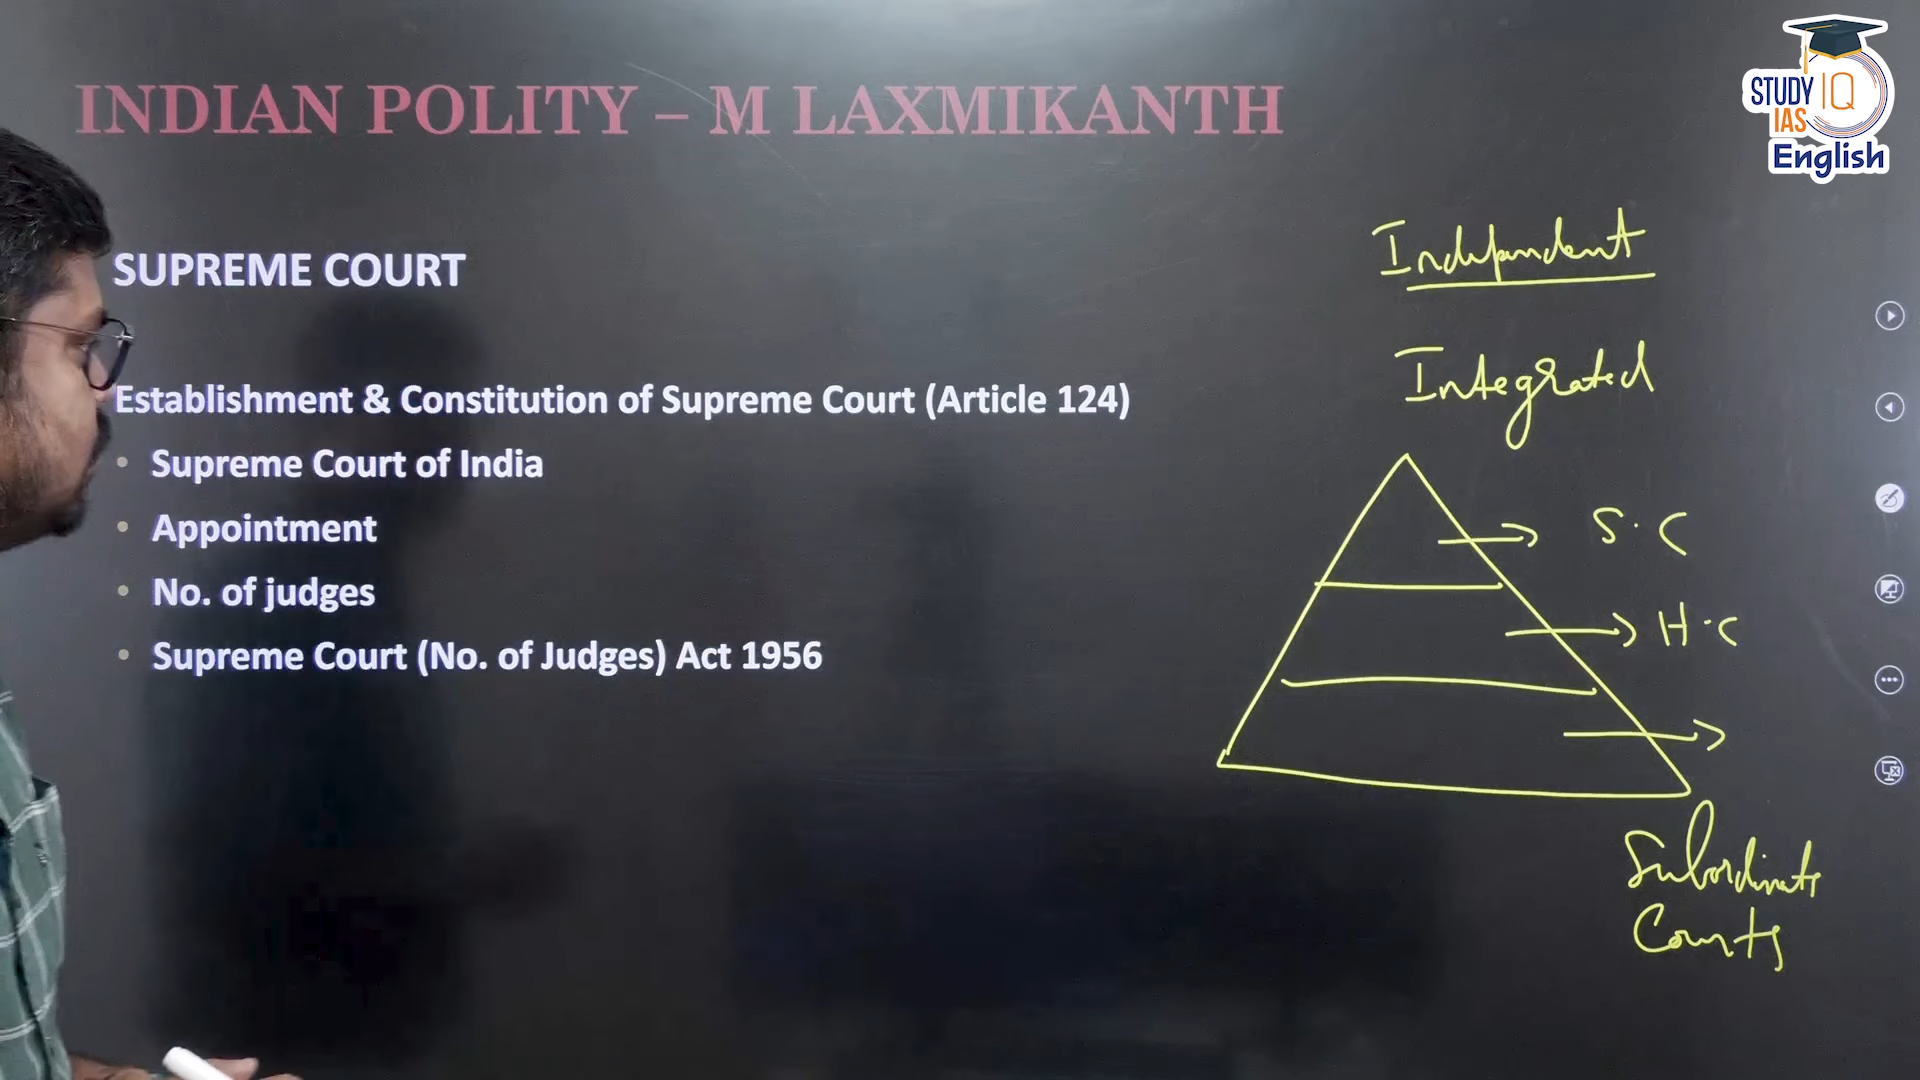 INDIAN POLITY – M LAXMIKANTH
STUDY IQ
IAS
English
SUPREME COURT
Establishment & Constitution of Supreme Court (Article 124)
• Supreme Court of India
• Appointment
• No. of judges
• Supreme Court (No. of Judges) Act 1956
Independent
Integrated
S.C
H.C
Subordinate
Courts